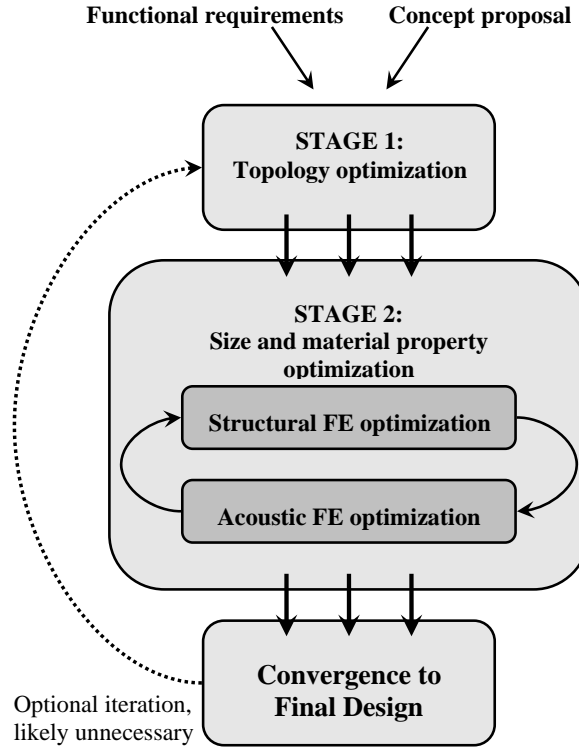 Functional requirements
Concept proposal
STAGE 1:
Topology optimization
STAGE 2:
Size and material property
optimization
Structural FE optimization
Acoustic FE optimization
Convergence to
Final Design
Optional iteration,
likely unnecessary